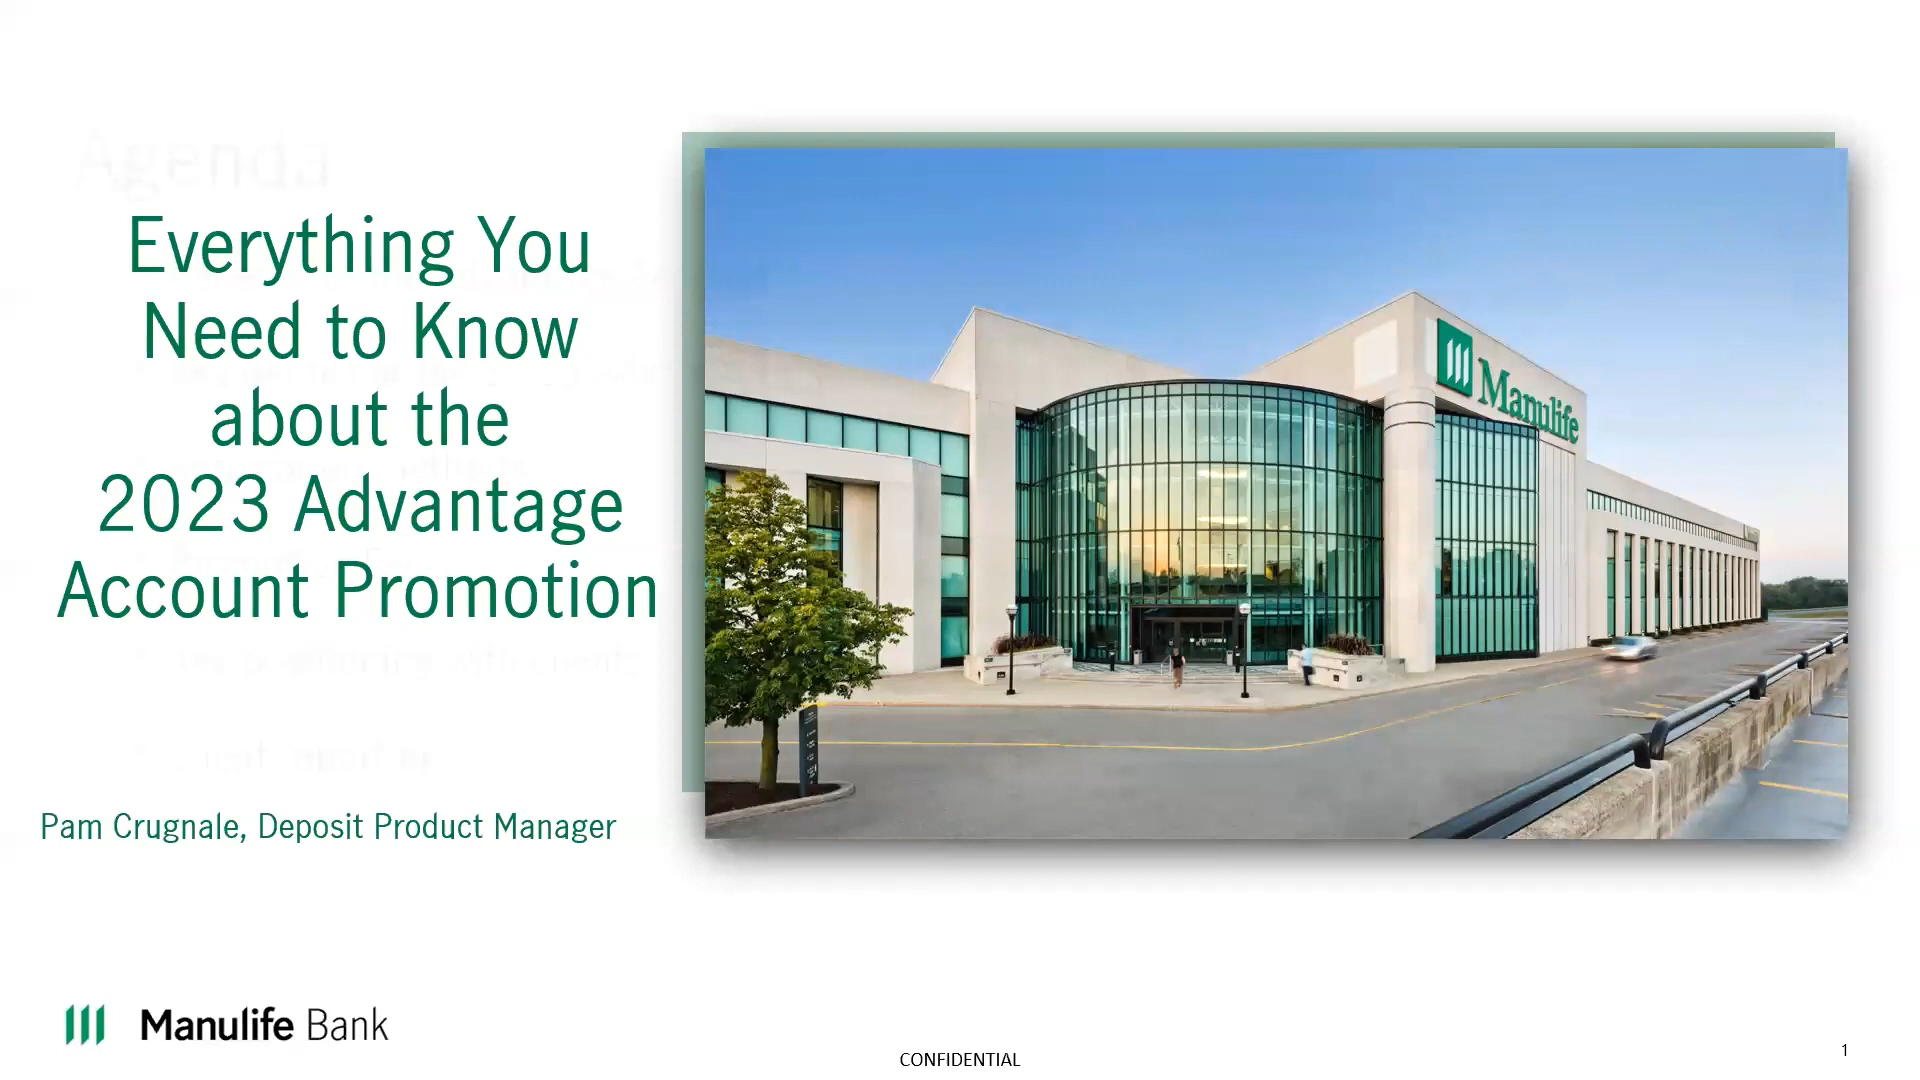 Agenda
Everything You
Need to Know
about the
2023 Advantage
Account Promotion
Pam Crugnale, Deposit Product Manager
Manulife
Manulife Bank
CONFIDENTIAL
1